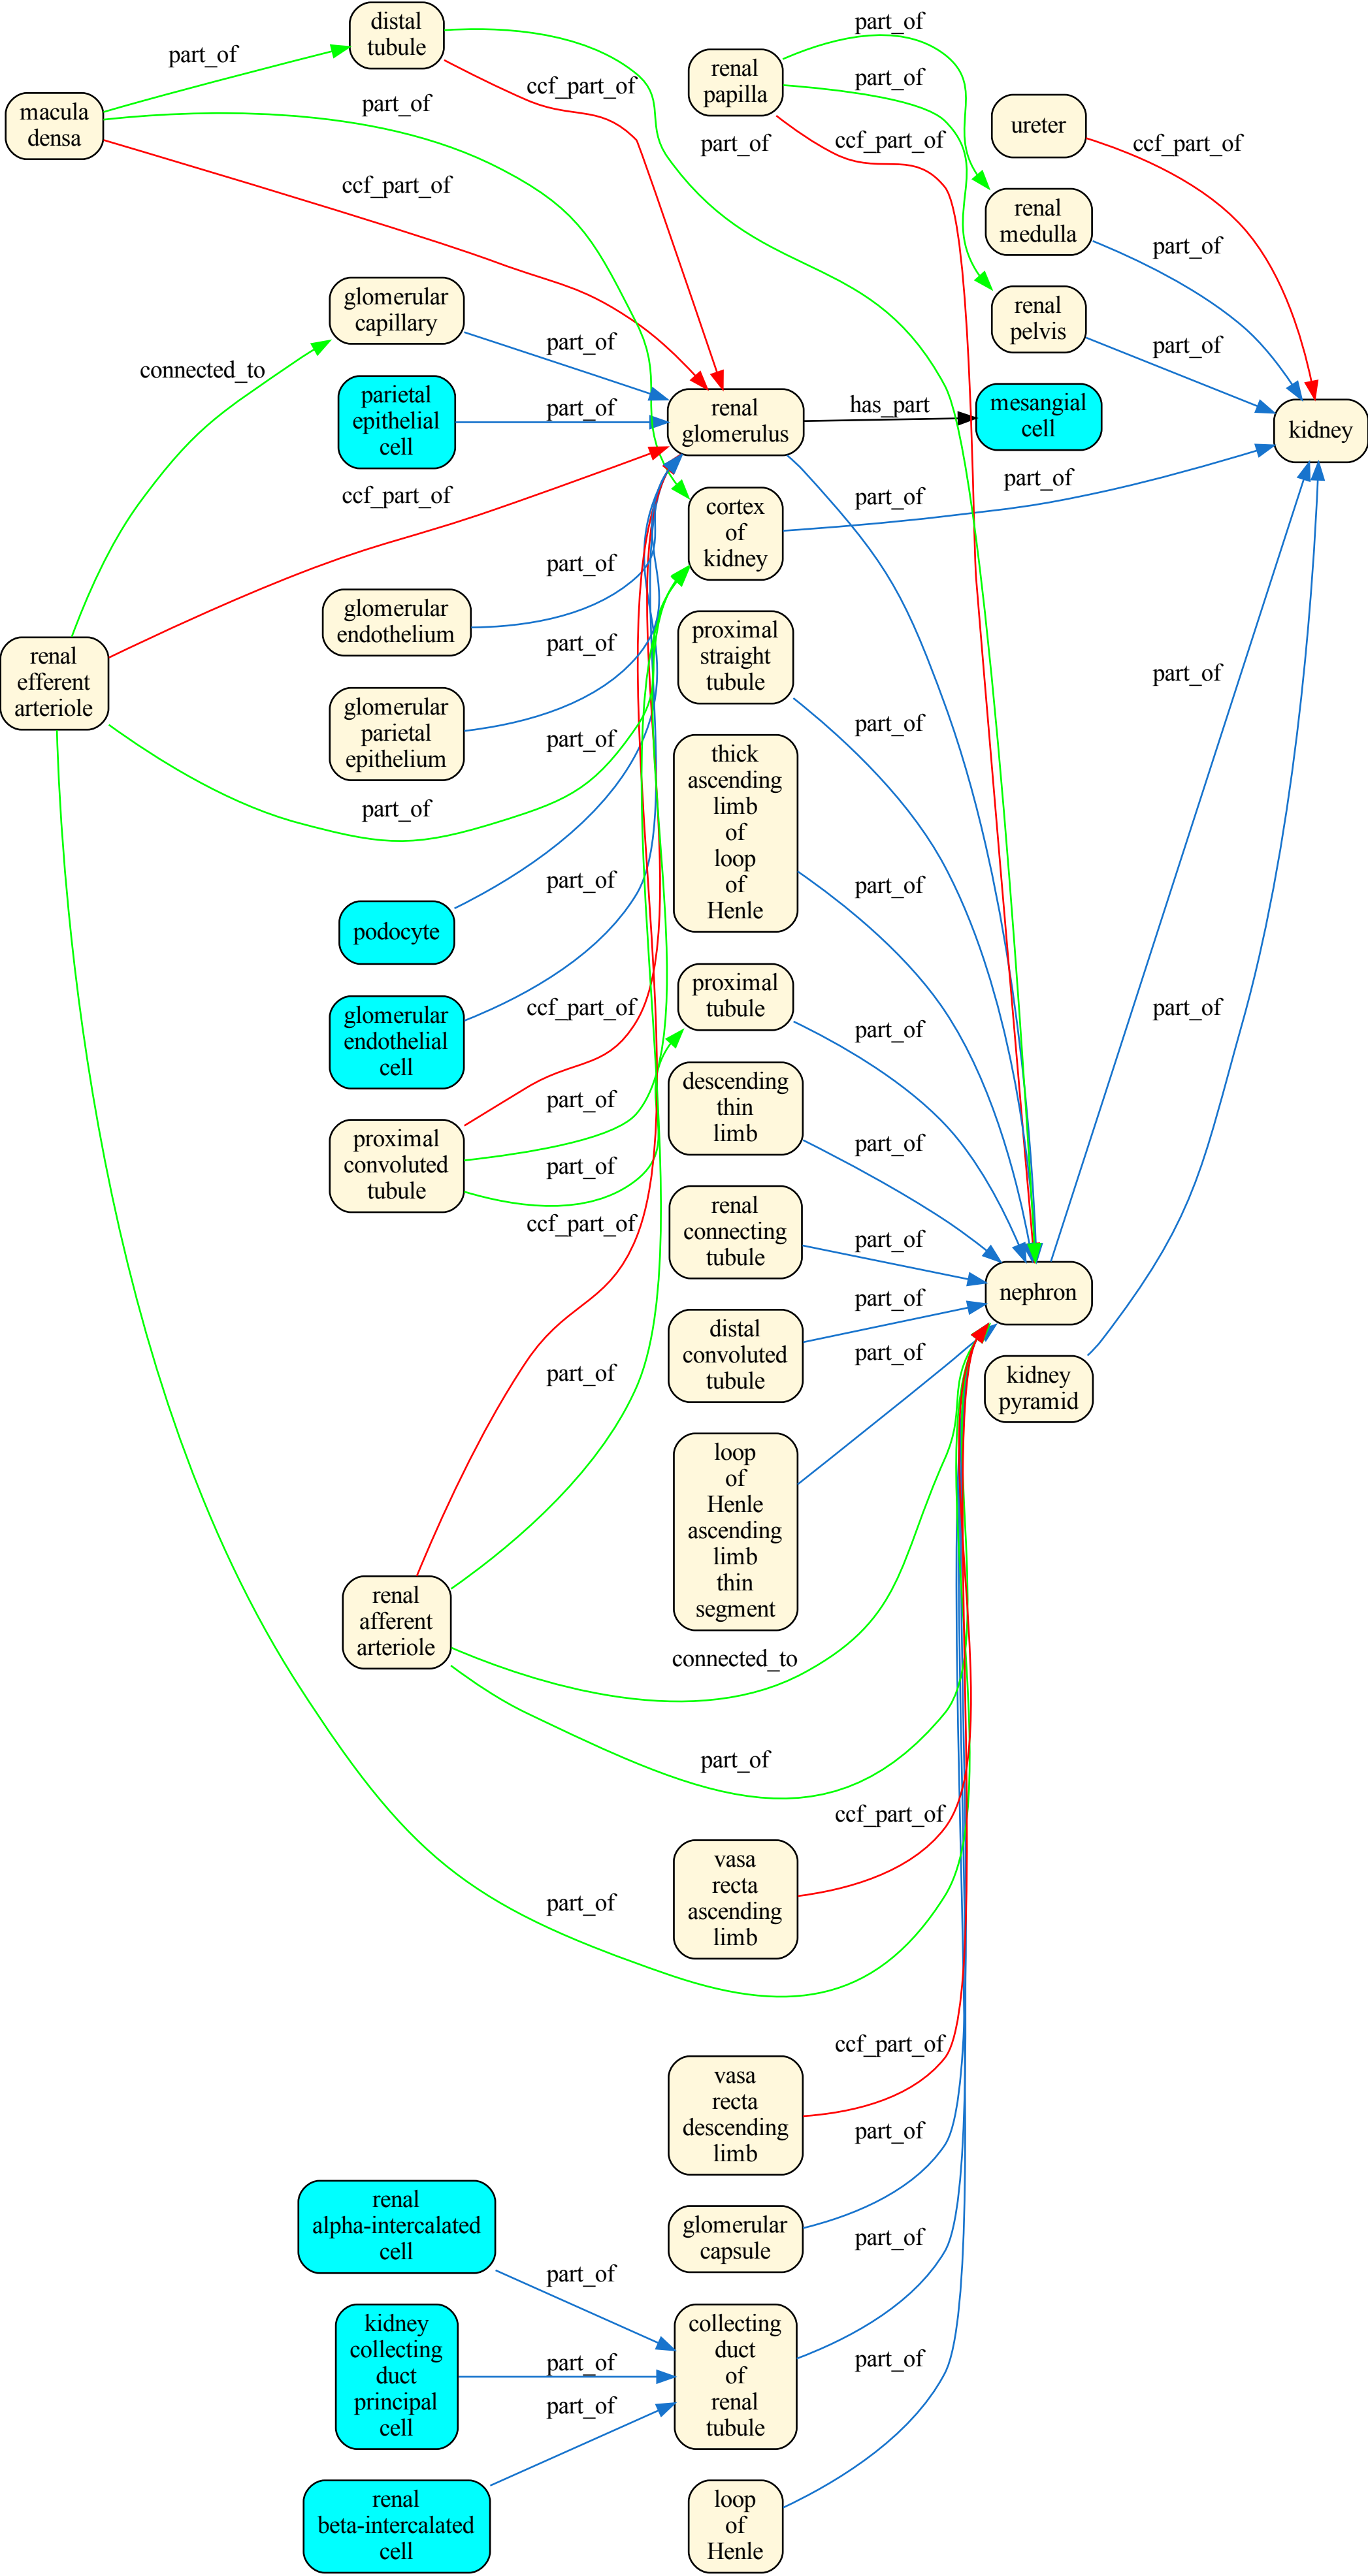 distal
tubule
part_of
macula
densa
part_of
ccf_part_of
ccf_part_of
renal
papilla
part_of
part_of
part_of
ccf_part_of
ureter
ccf_part_of
renal
medulla
part_of
renal
pelvis
part_of
glomerular
capillary
part_of
connected_to
parietal
epithelial
cell
part_of
renal
glomerulus
has_part
mesangial
cell
kidney
ccf_part_of
cortex
of
kidney
part_of
part_of
glomerular
endothelium
part_of
renal
efferent
arteriole
glomerular
parietal
epithelium
part_of
part_of
part_of
proximal
straight
tubule
part_of
part_of
thick
ascending
limb
of
loop
of
Henle
part_of
podocyte
part_of
glomerular
endothelial
cell
ccf_part_of
proximal
tubule
part_of
part_of
descending
thin
limb
part_of
proximal
convoluted
tubule
part_of
part_of
ccf_part_of
renal
connecting
tubule
part_of
nephron
distal
convoluted
tubule
part_of
part_of
kidney
pyramid
part_of
loop
of
Henle
ascending
limb
thin
segment
renal
afferent
arteriole
connected_to
part_of
ccf_part_of
vasa
recta
ascending
limb
part_of
ccf_part_of
vasa
recta
descending
limb
part_of
glomerular
capsule
part_of
renal
alpha-intercalated
cell
part_of
kidney
collecting
duct
principal
cell
part_of
collecting
duct
of
renal
tubule
part_of
part_of
renal
beta-intercalated
cell
loop
of
Henle